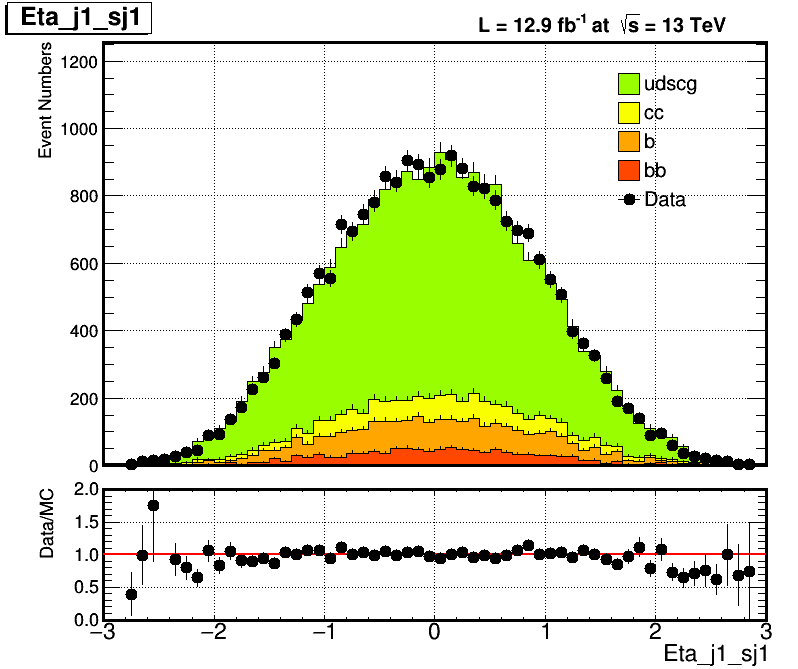 Eta_j1_sj1
L = 12.9 fb⁻¹ at √s = 13 TeV
Event Numbers
1200
1000
800
600
400
200
0
udscg
cc
b
bb
Data
Data/MC
2.0
1.5
1.0
0.5
0.0
−3 −2 −1 0 1 2 3
Eta_j1_sj1